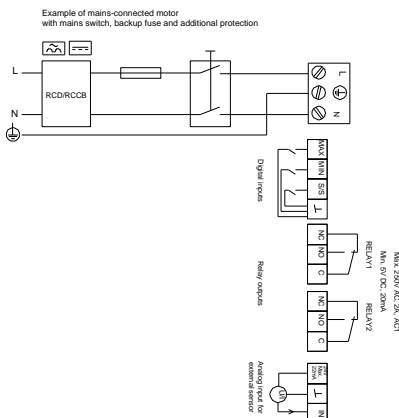 Example of mains-connected motor
with mains switch, backup fuse and additional protection
L
RCD/RCCB
N
L
N
MAX
MIN
S/S
Digital inputs
NC
NO
C
RELAY1
Max. 250V AC, 2A, AC1
Min. 5V DC, 20mA
Relay outputs
NC
NO
C
RELAY2
Max.
22mA
IN
U/I
Analog input for
external sensor